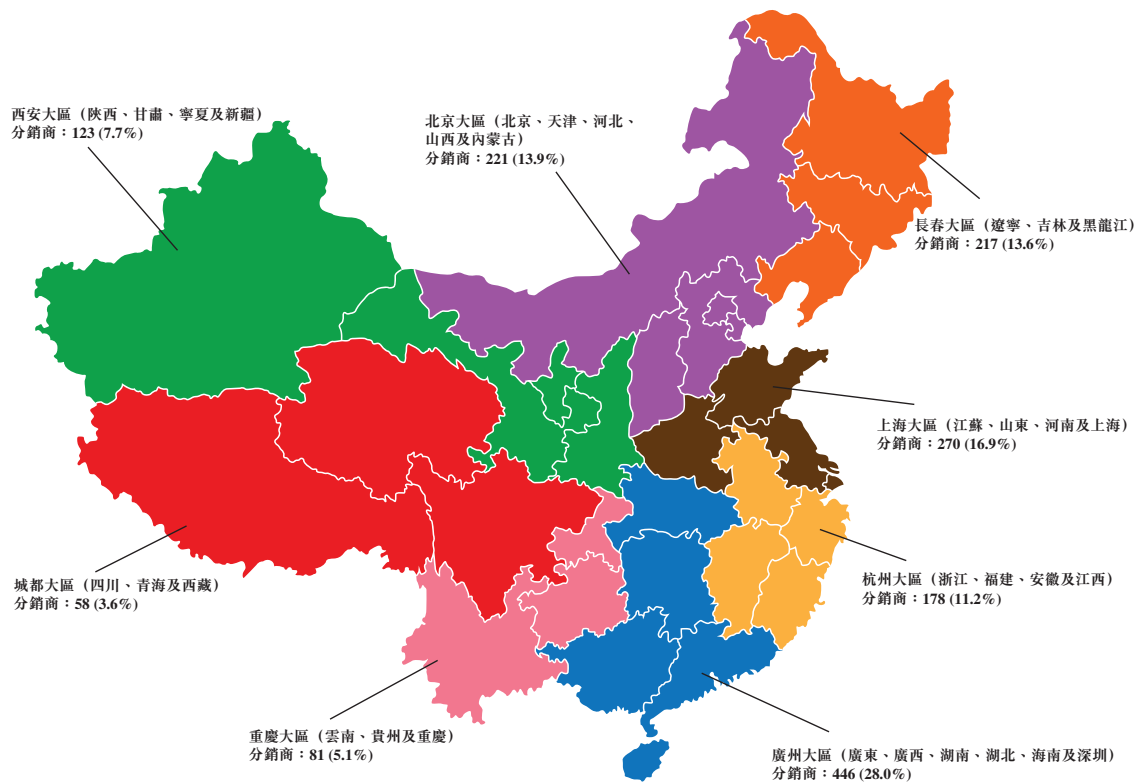 西安大區（陝西、甘肅、寧夏及新疆）
分銷商：123 (7.7%)
北京大區（北京、天津、河北、
山西及內蒙古）
分銷商：221 (13.9%)
長春大區（遼寧、吉林及黑龍江）
分銷商：217 (13.6%)
上海大區（江蘇、山東、河南及上海）
分銷商：270 (16.9%)
城都大區（四川、青海及西藏）
分銷商：58 (3.6%)
杭州大區（浙江、福建、安徽及江西）
分銷商：178 (11.2%)
重慶大區（雲南、貴州及重慶）
分銷商：81 (5.1%)
廣州大區（廣東、廣西、湖南、湖北、海南及深圳）
分銷商：446 (28.0%)